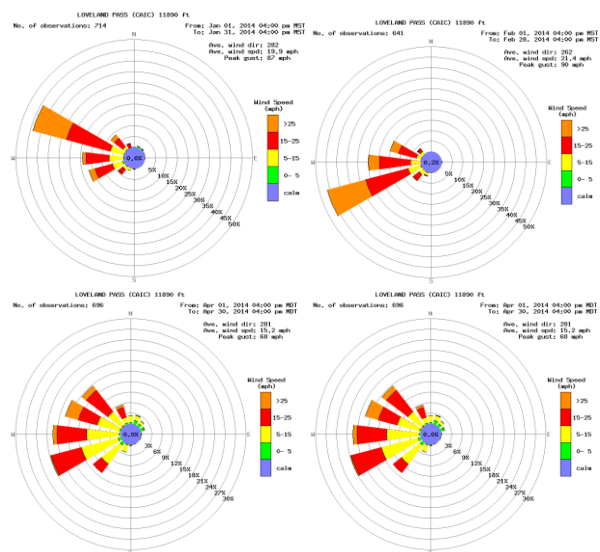 LOVELAND PASS (CAIC) 11890 ft
No. of observations: 714
From: Jan 01, 2014 04:00 pm MST
To: Jan 31, 2014 04:00 pm MST
Ave. wind dir: 282
Ave. wind spd: 19.9 mph
Peak gust: 87 mph
N
W
E
S
0.0%
5%
10%
15%
20%
25%
30%
35%
40%
45%
50%
Wind Speed
(mph)
>25
15-25
5-15
0- 5
calm
LOVELAND PASS (CAIC) 11890 ft
No. of observations: 641
From: Feb 01, 2014 04:00 pm MST
To: Feb 28, 2014 04:00 pm MST
Ave. wind dir: 262
Ave. wind spd: 21.4 mph
Peak gust: 90 mph
N
W
E
S
0.2%
5%
10%
15%
20%
25%
30%
35%
40%
45%
50%
Wind Speed
(mph)
>25
15-25
5-15
0- 5
calm
LOVELAND PASS (CAIC) 11890 ft
No. of observations: 696
From: Apr 01, 2014 04:00 pm MDT
To: Apr 30, 2014 04:00 pm MDT
Ave. wind dir: 281
Ave. wind spd: 15.2 mph
Peak gust: 68 mph
N
W
E
S
0.0%
3%
6%
9%
12%
15%
18%
21%
24%
27%
30%
Wind Speed
(mph)
>25
15-25
5-15
0- 5
calm
LOVELAND PASS (CAIC) 11890 ft
No. of observations: 696
From: Apr 01, 2014 04:00 pm MDT
To: Apr 30, 2014 04:00 pm MDT
Ave. wind dir: 281
Ave. wind spd: 15.2 mph
Peak gust: 68 mph
N
W
E
S
0.0%
3%
6%
9%
12%
15%
18%
21%
24%
27%
30%
Wind Speed
(mph)
>25
15-25
5-15
0- 5
calm